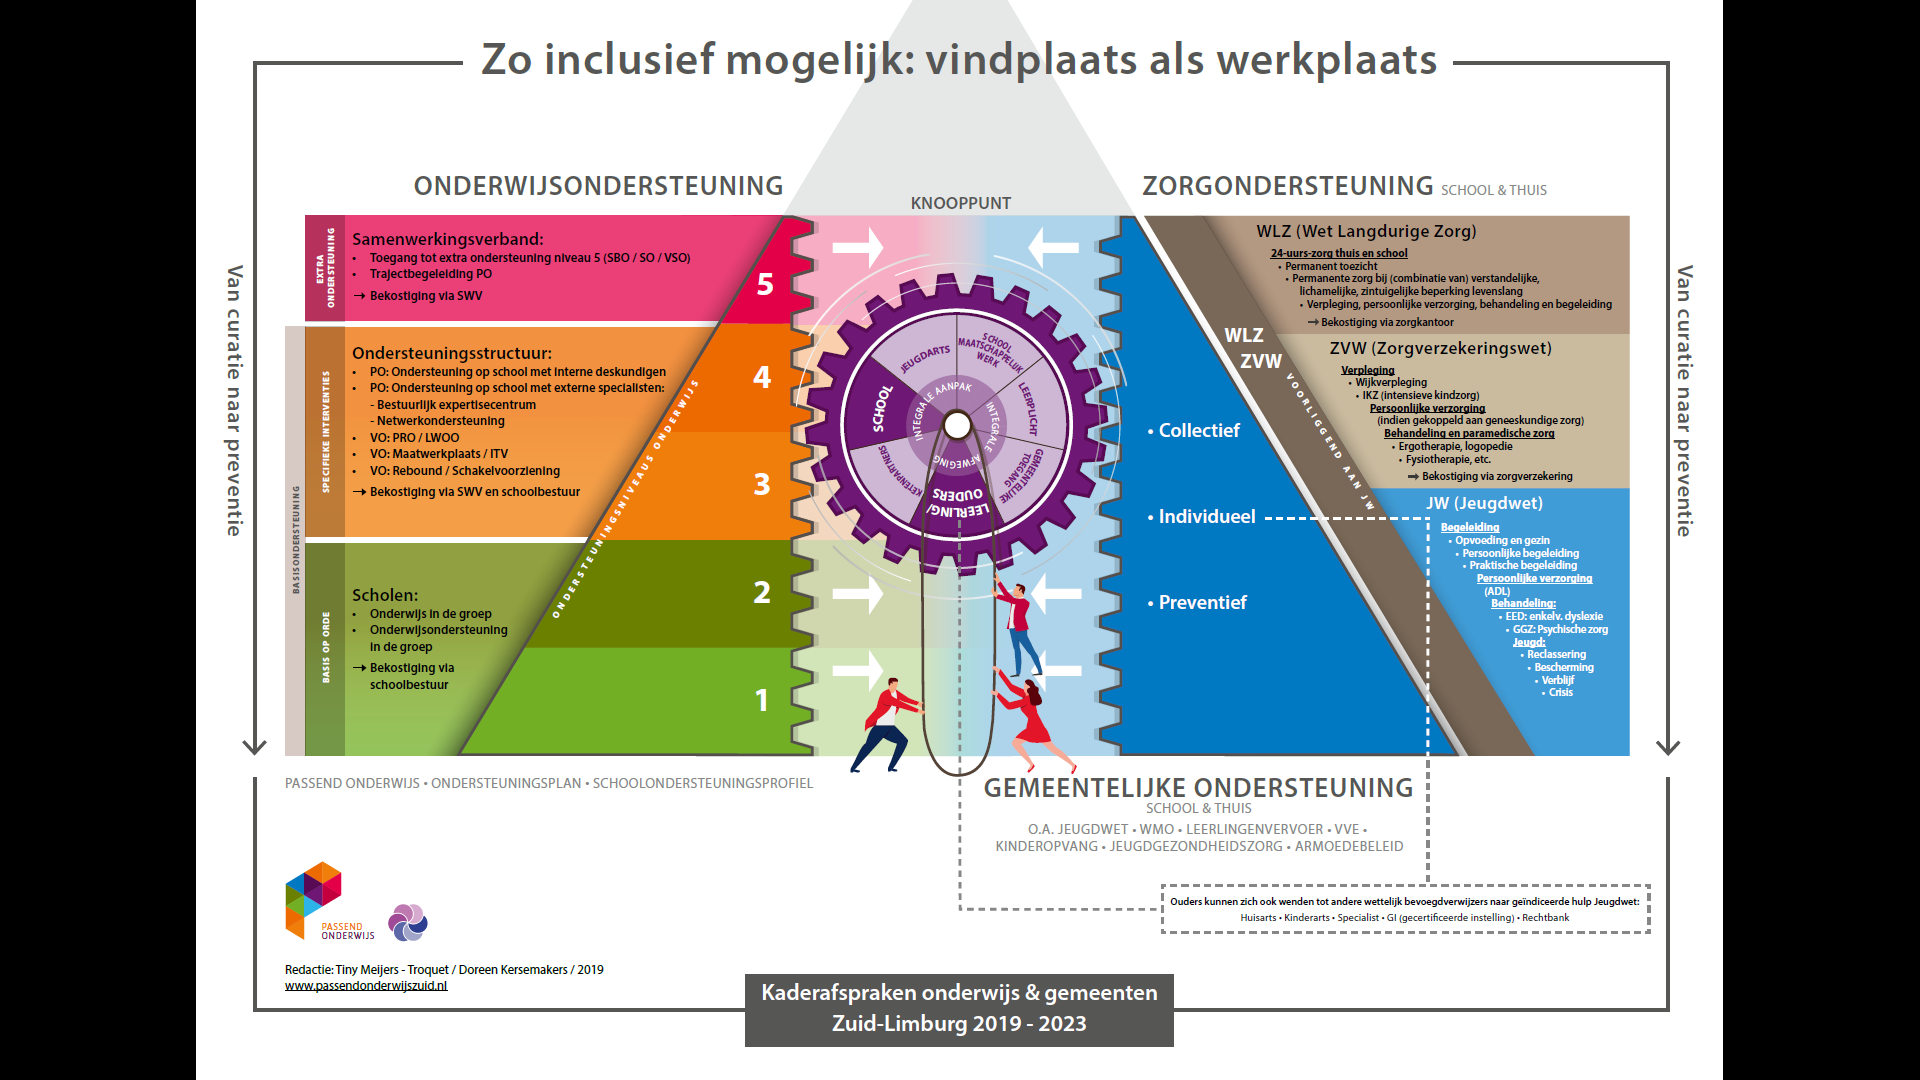 Zo inclusief mogelijk: vindplaats als werkplaats
Van curatie naar preventie
ONDERWIJSONDERSTEUNING
EXTRA
ONDERSTEUNING
Samenwerkingsverband:
• Toegang tot extra ondersteuning niveau 5 (SBO / SO / VSO)
• Trajectbegeleiding PO
→ Bekostiging via SWV
BASISONDERSTEUNING
SPECIFIEKE INTERVENTIES
Ondersteuningsstructuur:
• PO: Ondersteuning op school met interne deskundigen
• PO: Ondersteuning op school met externe specialisten:
- Bestuurlijk expertisecentrum
- Netwerkondersteuning
• VO: PRO / LWOO
• VO: Maatwerkplaats / ITV
• VO: Rebound / Schakelvoorziening
→ Bekostiging via SWV en schoolbestuur
BASIS OP ORDE
Scholen:
• Onderwijs in de groep
• Onderwijsondersteuning
in de groep
→ Bekostiging via
schoolbestuur
ONDERSTEUNINGSNIVEAUS ONDERWIJS
5
4
3
2
1
KNOOPPUNT
SCHOOL
JEUGDARTS
SCHOOL
MAATSCHAPPELIJK
WERK
LEERPLICHT
GEMEENTELIJKE
TOEGANG
LEERLING/
OUDERS
KETENPARTNERS
INTEGRALE AANPAK
INTEGRALE AFWEGING
ZORGONDERSTEUNING SCHOOL & THUIS
• Collectief
• Individueel
• Preventief
WLZ
ZVW
VOORLIGGEND AAN JW
WLZ (Wet Langdurige Zorg)
24-uurs-zorg thuis en school
• Permanent toezicht
• Permanente zorg bij (combinatie van) verstandelijke,
lichamelijke, zintuigelijke beperking levenslang
• Verpleging, persoonlijke verzorging, behandeling en begeleiding
→ Bekostiging via zorgkantoor
ZVW (Zorgverzekeringswet)
Verpleging
• Wijkverpleging
• IKZ (intensieve kindzorg)
Persoonlijke verzorging
(indien gekoppeld aan geneeskundige zorg)
Behandeling en paramedische zorg
• Ergotherapie, logopedie
• Fysiotherapie, etc.
→ Bekostiging via zorgverzekering
JW (Jeugdwet)
Begeleiding
• Opvoeding en gezin
• Persoonlijke begeleiding
• Praktische begeleiding
Persoonlijke verzorging
(ADL)
Behandeling:
• EED: enkelv. dyslexie
• GGZ: Psychische zorg
Jeugd:
• Reclassering
• Bescherming
• Verblijf
• Crisis
Van curatie naar preventie
PASSEND ONDERWIJS • ONDERSTEUNINGSPLAN • SCHOOLONDERSTEUNINGSPROFIEL
GEMEENTELIJKE ONDERSTEUNING
SCHOOL & THUIS
O.A. JEUGDWET • WMO • LEERLINGENVERVOER • VVE •
KINDEROPVANG • JEUGDGEZONDHEIDSZORG • ARMOEDEBELEID
Ouders kunnen zich ook wenden tot andere wettelijk bevoegdverwijzers naar geïndiceerde hulp Jeugdwet:
Huisarts • Kinderarts • Specialist • GI (gecertificeerde instelling) • Rechtbank
PASSEND
ONDERWIJS
Redactie: Tiny Meijers - Troquet / Doreen Kersemakers / 2019
www.passendonderwijszuid.nl
Kaderafspraken onderwijs & gemeenten
Zuid-Limburg 2019 - 2023